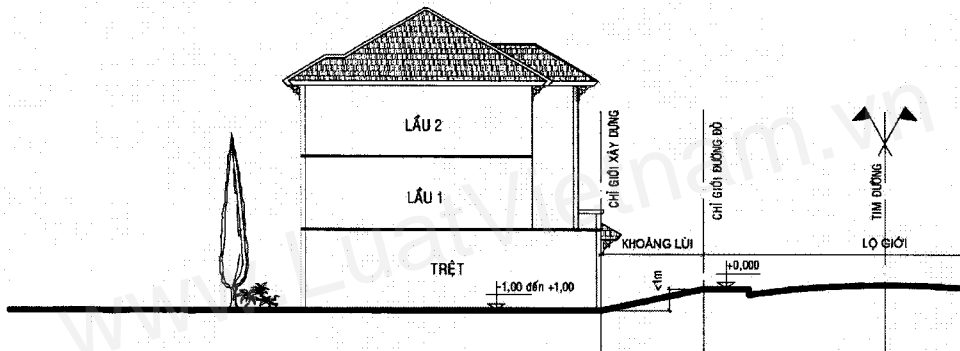 LẦU 2
LẦU 1
TRỆT
CHỈ GIỚI XÂY DỰNG
CHỈ GIỚI ĐƯỜNG ĐỎ
TIM ĐƯỜNG
KHOẢNG LÙI
LỘ GIỚI
-1,00 đến +1,00
<1m
+0,000
www.LuatVietnam.vn